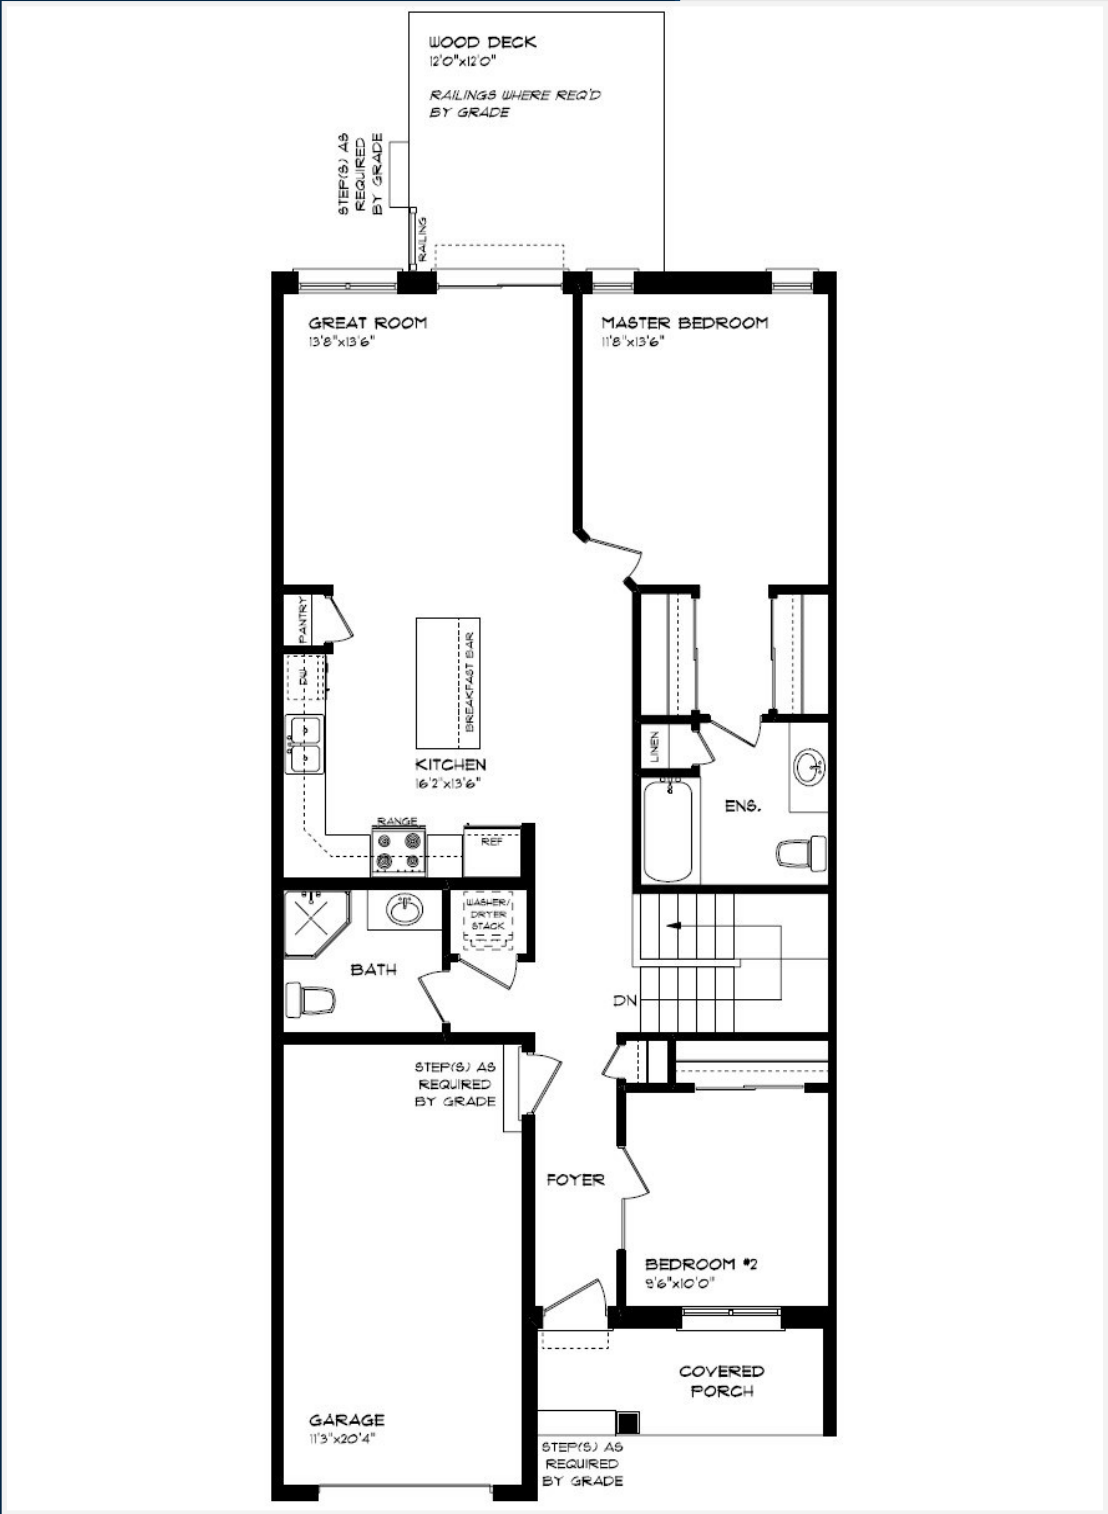 WOOD DECK
12'0"x12'0"
RAILINGS WHERE REQ'D
BY GRADE
STEP(S) AS
REQUIRED
BY GRADE
RAILING
GREAT ROOM
13'8"x13'6"
MASTER BEDROOM
11'8"x13'6"
PANTRY
DW
BREAKFAST BAR
KITCHEN
16'2"x13'6"
LINEN
ENS.
RANGE
REF
WASHER/
DRYER
STACK
BATH
DN
STEP(S) AS
REQUIRED
BY GRADE
FOYER
BEDROOM #2
9'6"x10'0"
COVERED
PORCH
GARAGE
11'3"x20'4"
STEP(S) AS
REQUIRED
BY GRADE